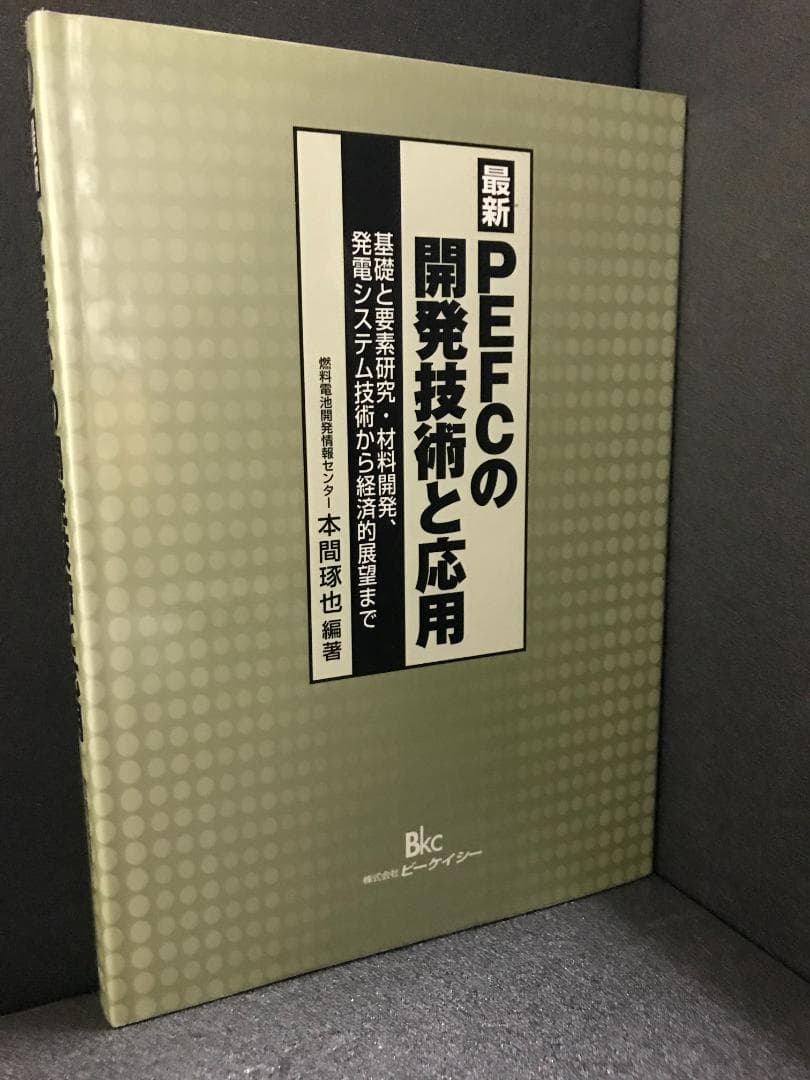 最新
PEFCの
開発技術と応用
基礎と要素研究・材料開発、
発電システム技術から経済的展望まで
燃料電池開発情報センター 本間琢也 編著
BKC
株式会社 ビーケイシー